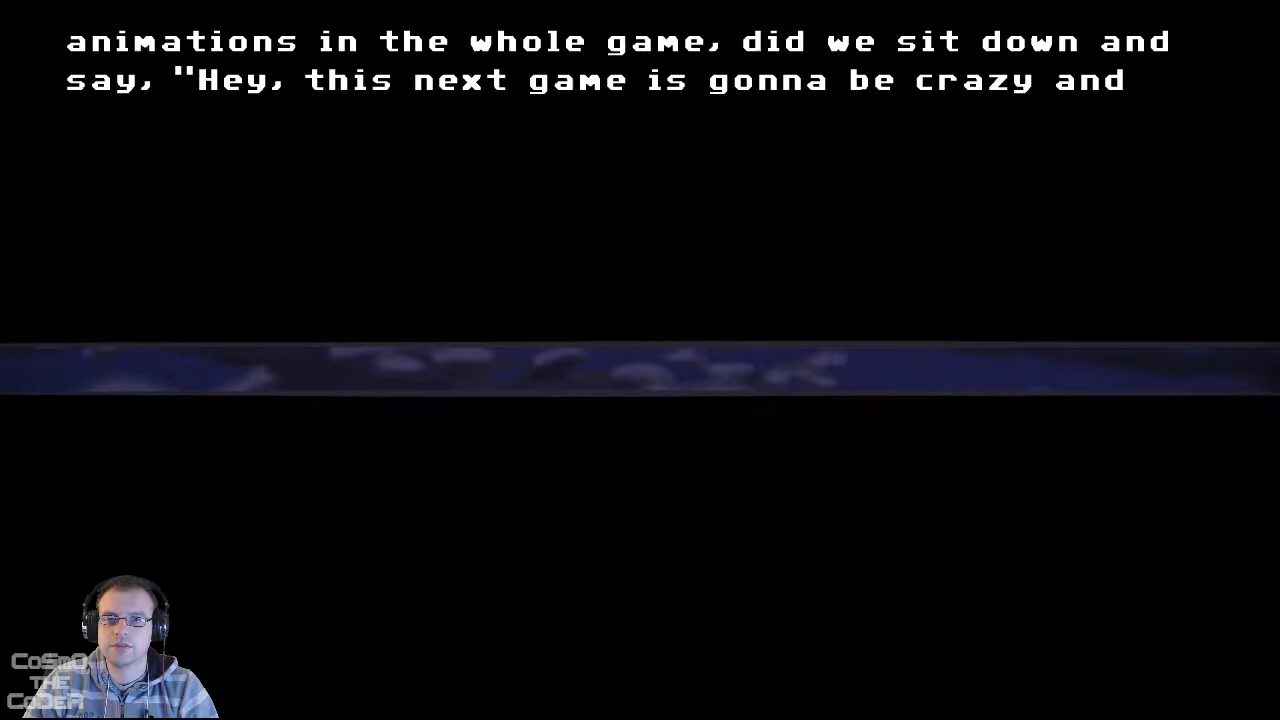 animations in the whole game, did we sit down and
say, "Hey, this next game is gonna be crazy and
CoSmO
THE
CoDeR